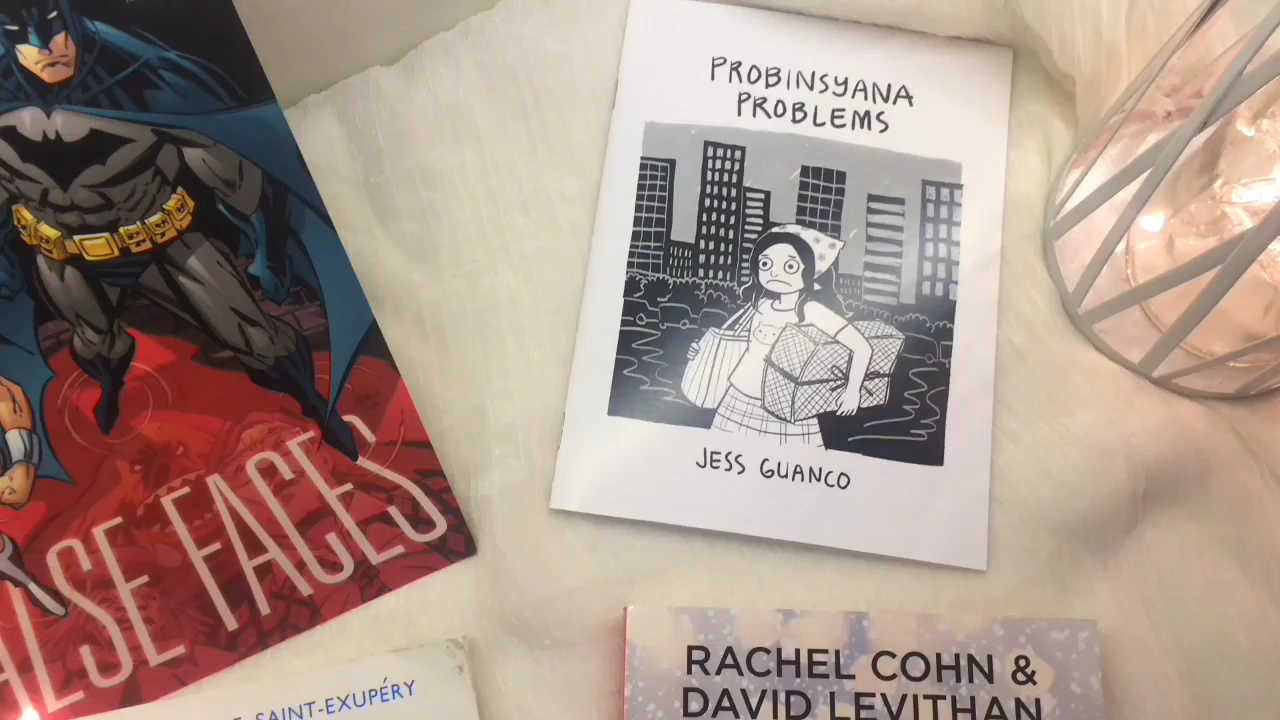 PROBINSYANA
PROBLEMS
JESS GUANCO
ALSE FACES
SAINT-EXUPÉRY
RACHEL COHN &
DAVID LEVITHAN